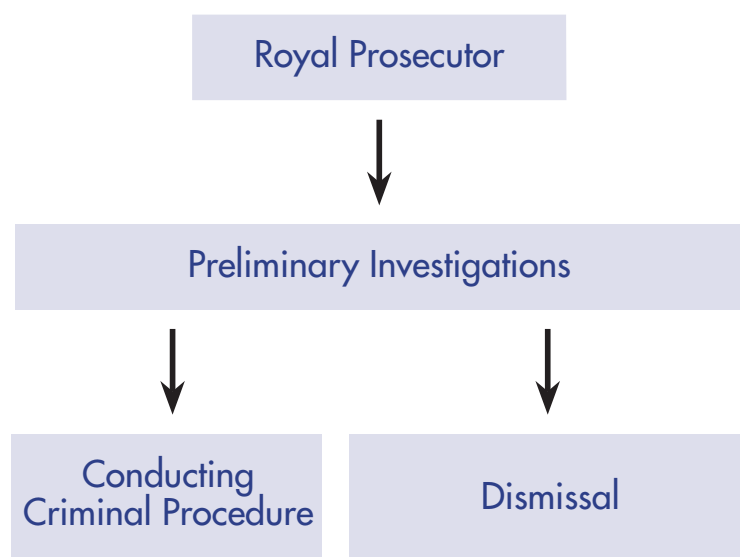 Royal Prosecutor
Preliminary Investigations
Conducting
Criminal Procedure
Dismissal